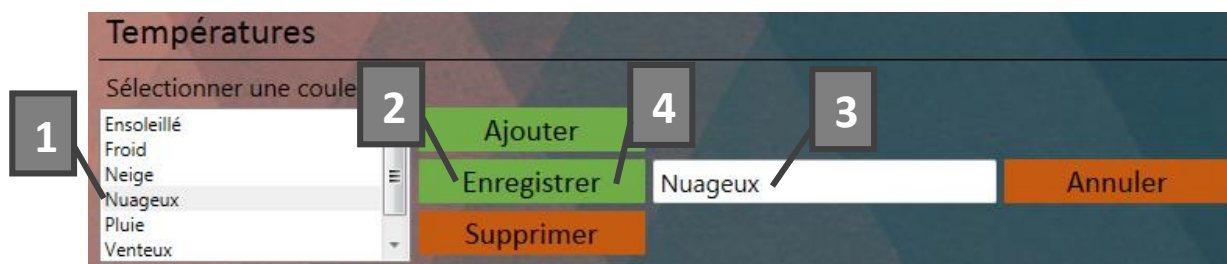 Températures
Sélectionner une coule
1
2
4
3
Ensoleillé
Froid
Neige
Nuageux
Pluie
Venteux
Ajouter
Enregistrer
Nuageux
Annuler
Supprimer